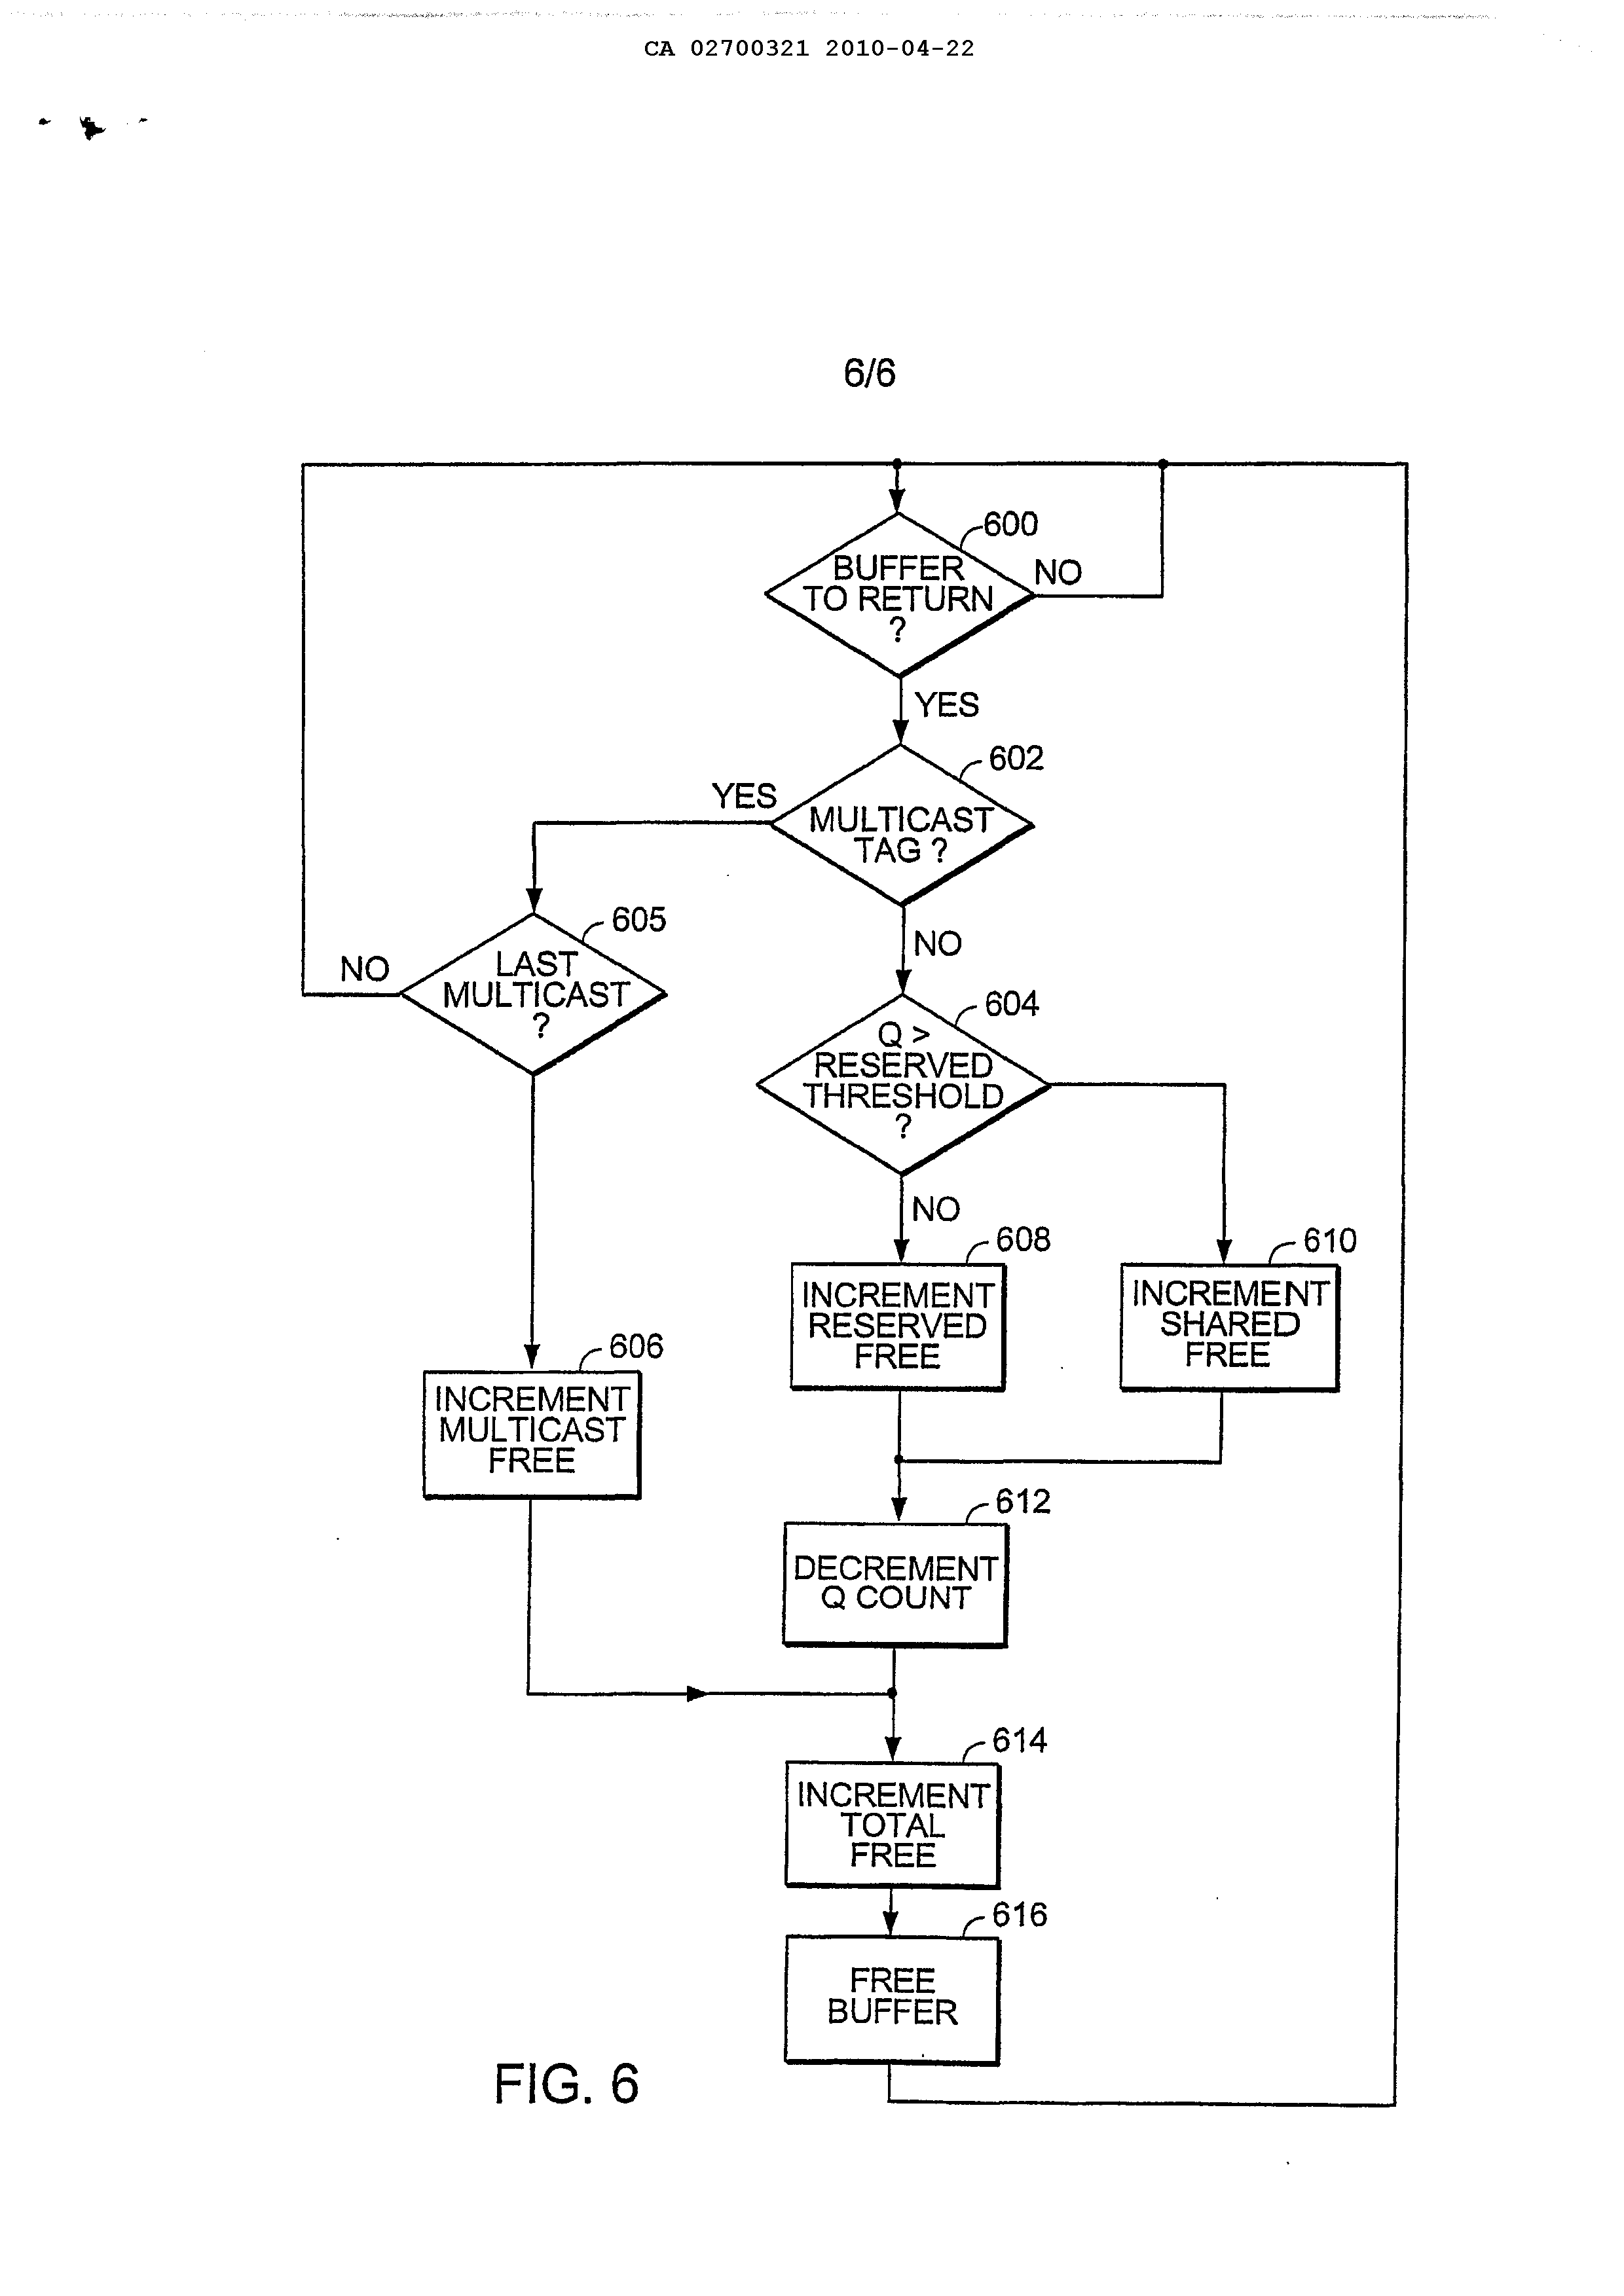 CA 02700321 2010-04-22
6/6
600
BUFFER
TO RETURN
?
NO
YES
602
MULTICAST
TAG ?
YES
NO
605
LAST
MULTICAST
?
NO
604
Q >
RESERVED
THRESHOLD
?
NO
608
INCREMENT
RESERVED
FREE
610
INCREMENT
SHARED
FREE
606
INCREMENT
MULTICAST
FREE
612
DECREMENT
Q COUNT
614
INCREMENT
TOTAL
FREE
616
FREE
BUFFER
FIG. 6